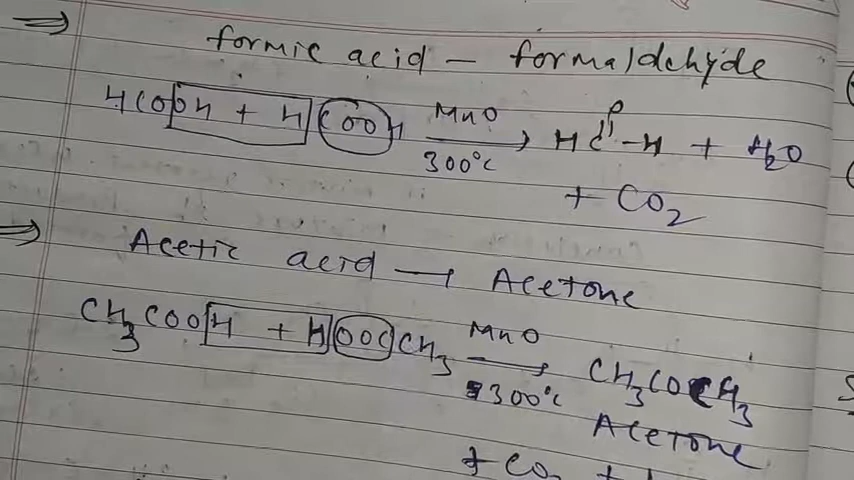 ⇒ formic acid – formaldehyde
HCOOH + HCOOH MnO 300°C → H C O – H + H2O
+ CO2
⇒ Acetic acid → Acetone
CH3COOH + HOOCCH3 MnO 300°C → CH3COCH3
Acetone
+ CO2 +